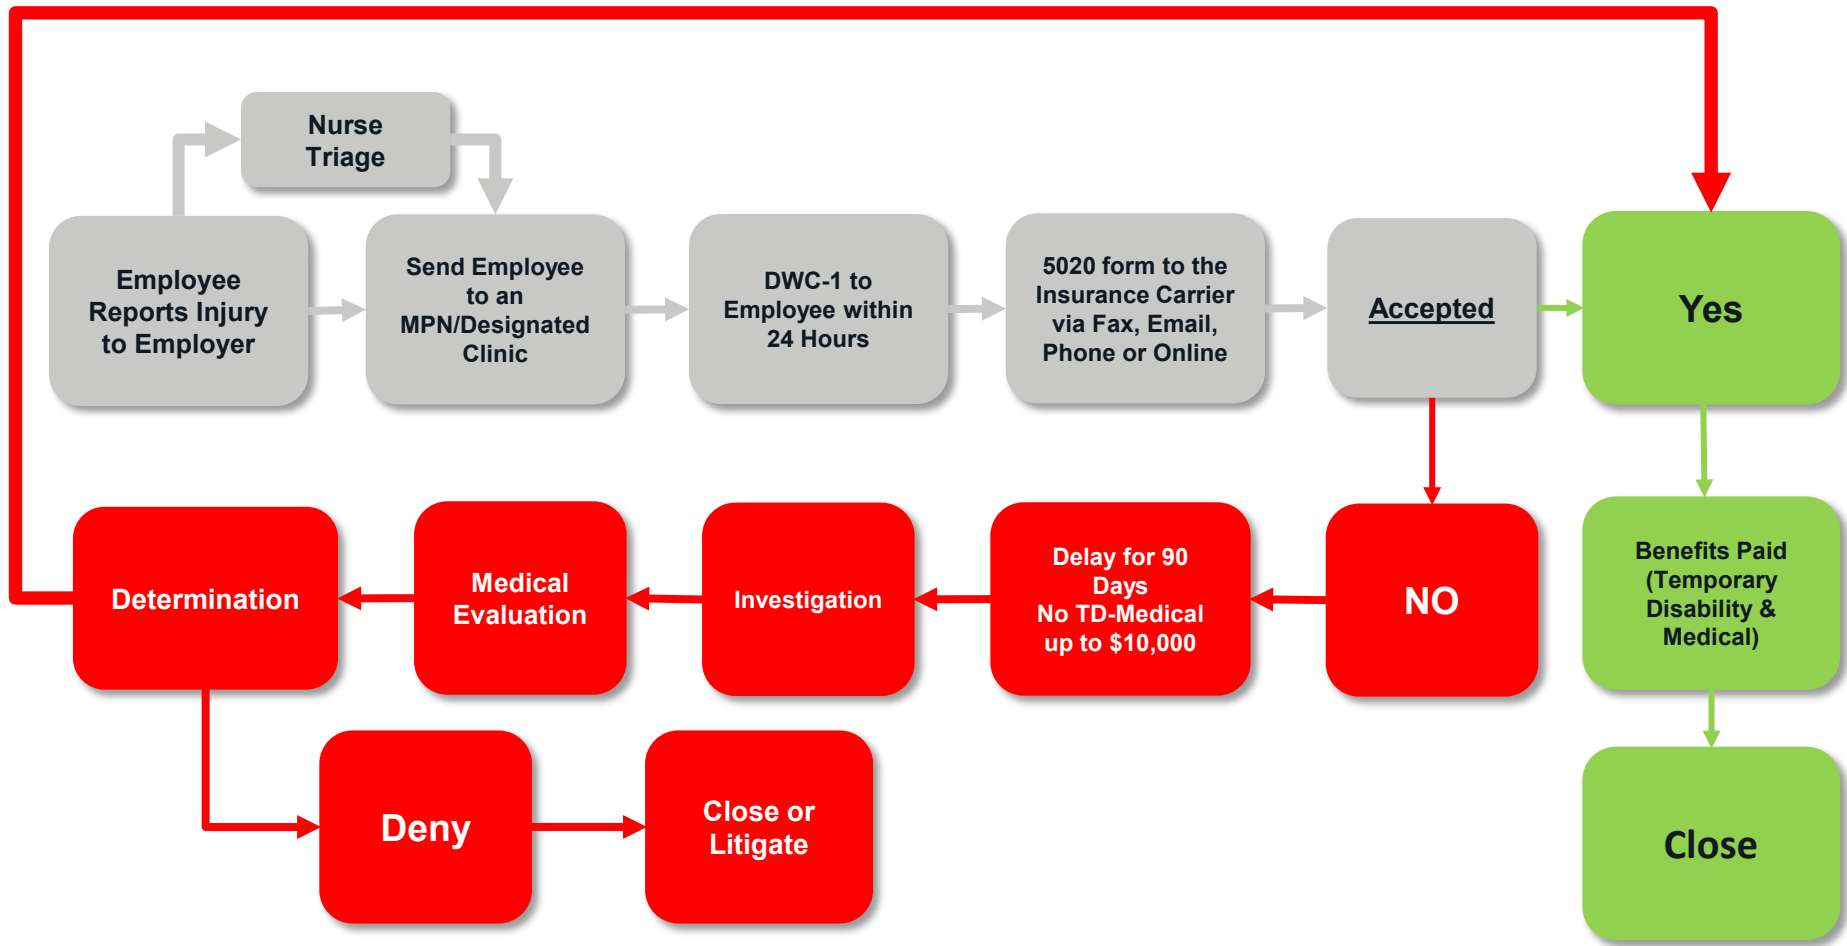 Nurse
Triage
Employee
Reports Injury
to Employer
Send Employee
to an
MPN/Designated
Clinic
DWC-1 to
Employee within
24 Hours
5020 form to the
Insurance Carrier
via Fax, Email,
Phone or Online
Accepted
Yes
Determination
Medical
Evaluation
Investigation
Delay for 90
Days
No TD-Medical
up to $10,000
NO
Benefits Paid
(Temporary
Disability &
Medical)
Deny
Close or
Litigate
Close